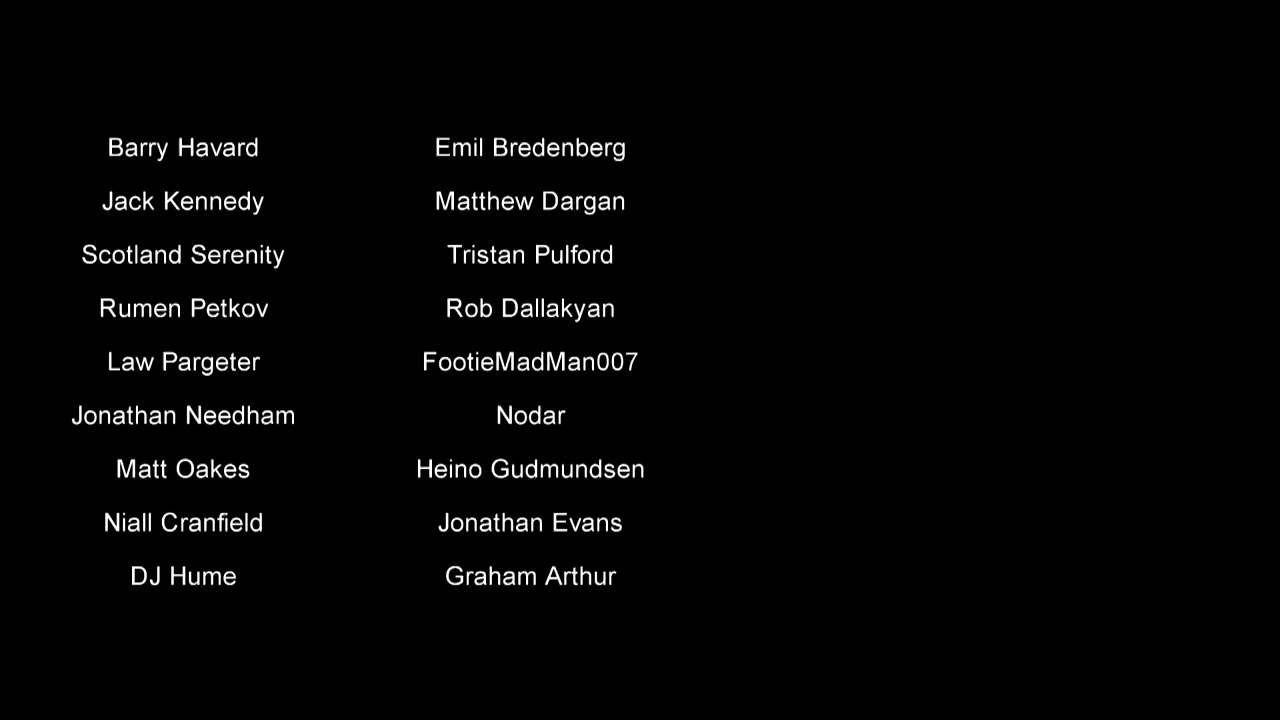 Barry Havard
Jack Kennedy
Scotland Serenity
Rumen Petkov
Law Pargeter
Jonathan Needham
Matt Oakes
Niall Cranfield
DJ Hume
Emil Bredenberg
Matthew Dargan
Tristan Pulford
Rob Dallakyan
FootieMadMan007
Nodar
Heino Gudmundsen
Jonathan Evans
Graham Arthur